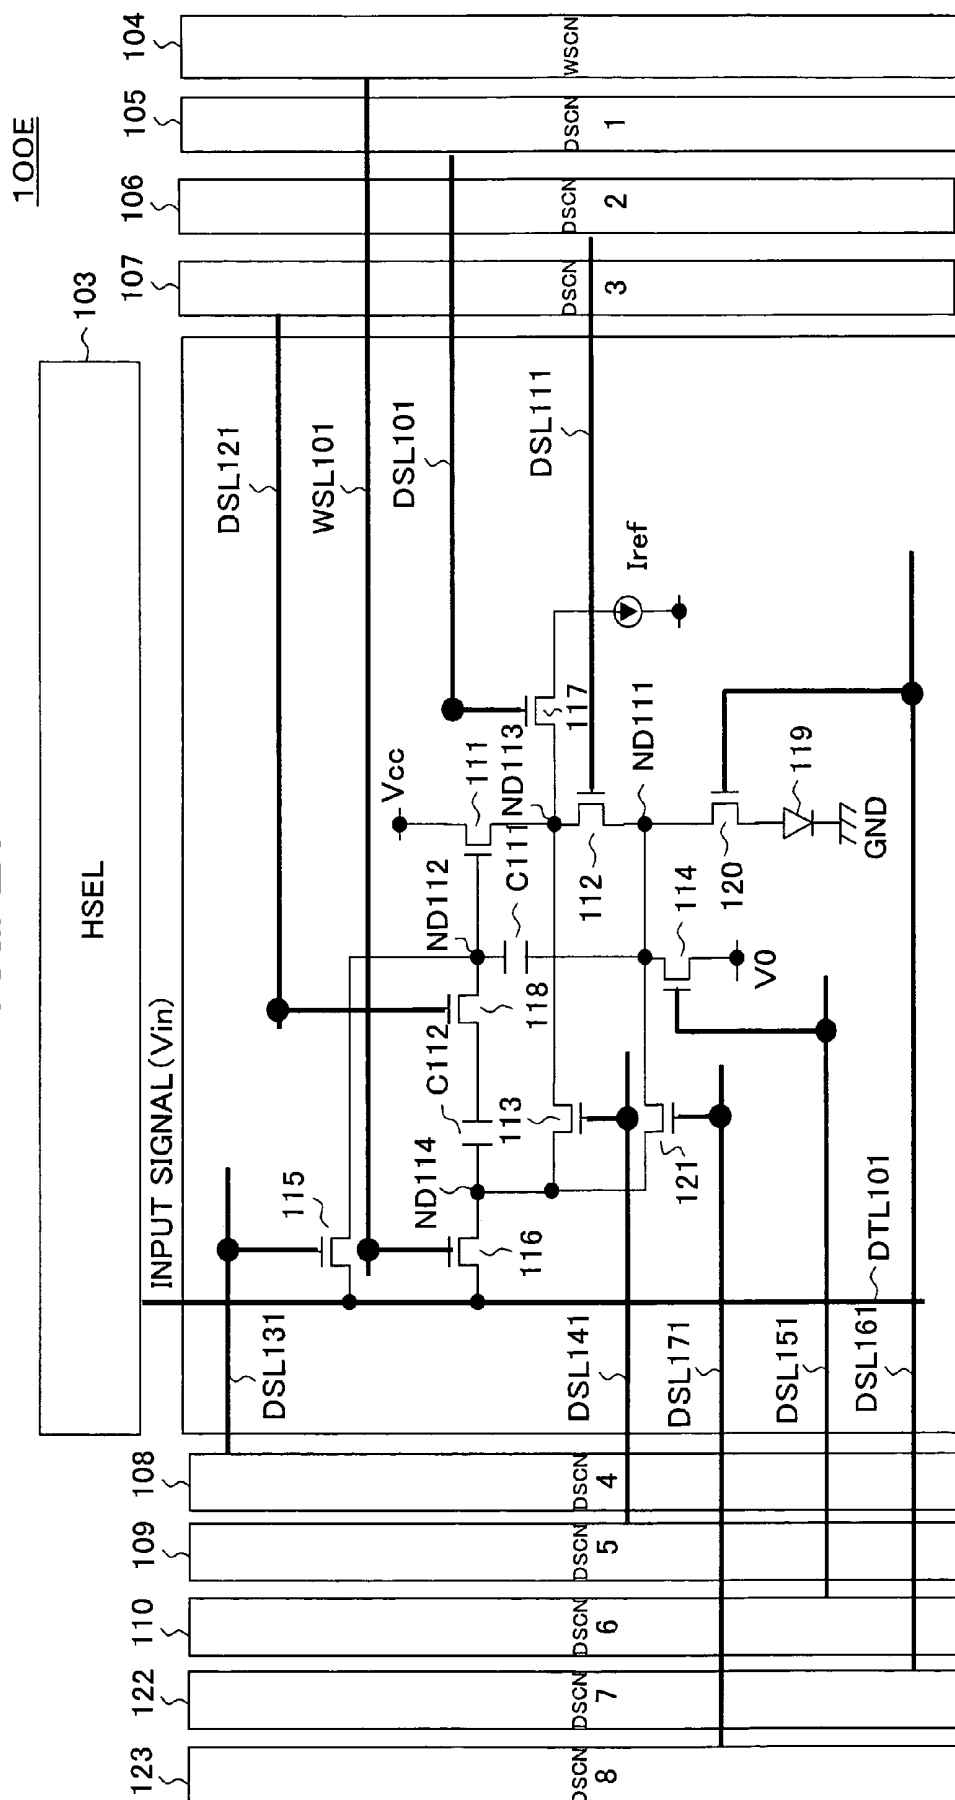 100E
HSEL
103
INPUT SIGNAL(Vin)
104
WSCN
105
DSCN
1
106
DSCN
2
107
DSCN
3
108
DSCN
4
109
DSCN
5
110
DSCN
6
122
DSCN
7
123
DSCN
8
DSL121
WSL101
DSL101
DSL111
DSL131
DSL141
DSL171
DSL151
DSL161
DTL101
Vcc
111
ND113
117
Iref
ND112
C111
112
ND111
119
GND
120
114
V0
118
C112
113
ND114
121
115
116